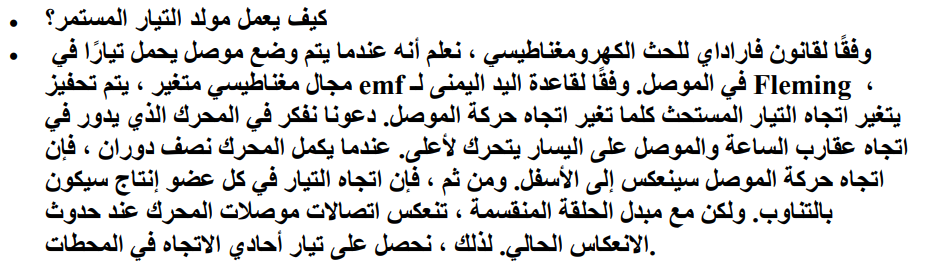 • كيف يعمل مولد التيار المستمر؟
• وفقًا لقانون فاراداي للحث الكهرومغناطيسي ، نعلم أنه عندما يتم وضع موصل يحمل تيارًا في
مجال مغناطيسي متغير ، يتم تحفيز emf في الموصل. وفقًا لقاعدة اليد اليمنى لـ Fleming ،
يتغير اتجاه التيار المستحث كلما تغير اتجاه حركة الموصل. دعونا نفكر في المحرك الذي يدور في
اتجاه عقارب الساعة والموصل على اليسار يتحرك لأعلى. عندما يكمل المحرك نصف دوران ، فإن
اتجاه حركة الموصل سينعكس إلى الأسفل. ومن ثم ، فإن اتجاه التيار في كل عضو إنتاج سيكون
بالتناوب. ولكن مع مبدل الحلقة المنقسمة ، تنعكس اتصالات موصلات المحرك عند حدوث
الانعكاس الحالي. لذلك ، نحصل على تيار أحادي الاتجاه في المحطات.